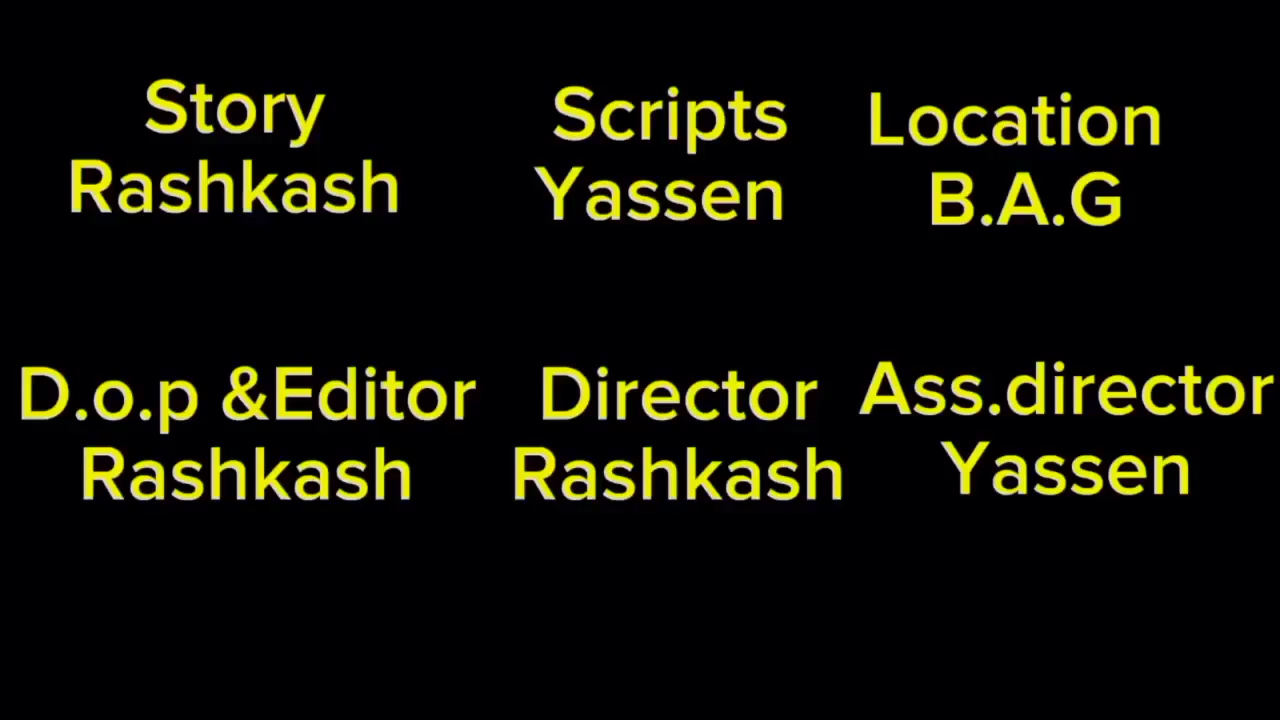 Story
Rashkash
Scripts
Yassen
Location
B.A.G
D.o.p &Editor
Rashkash
Director
Rashkash
Ass.director
Yassen